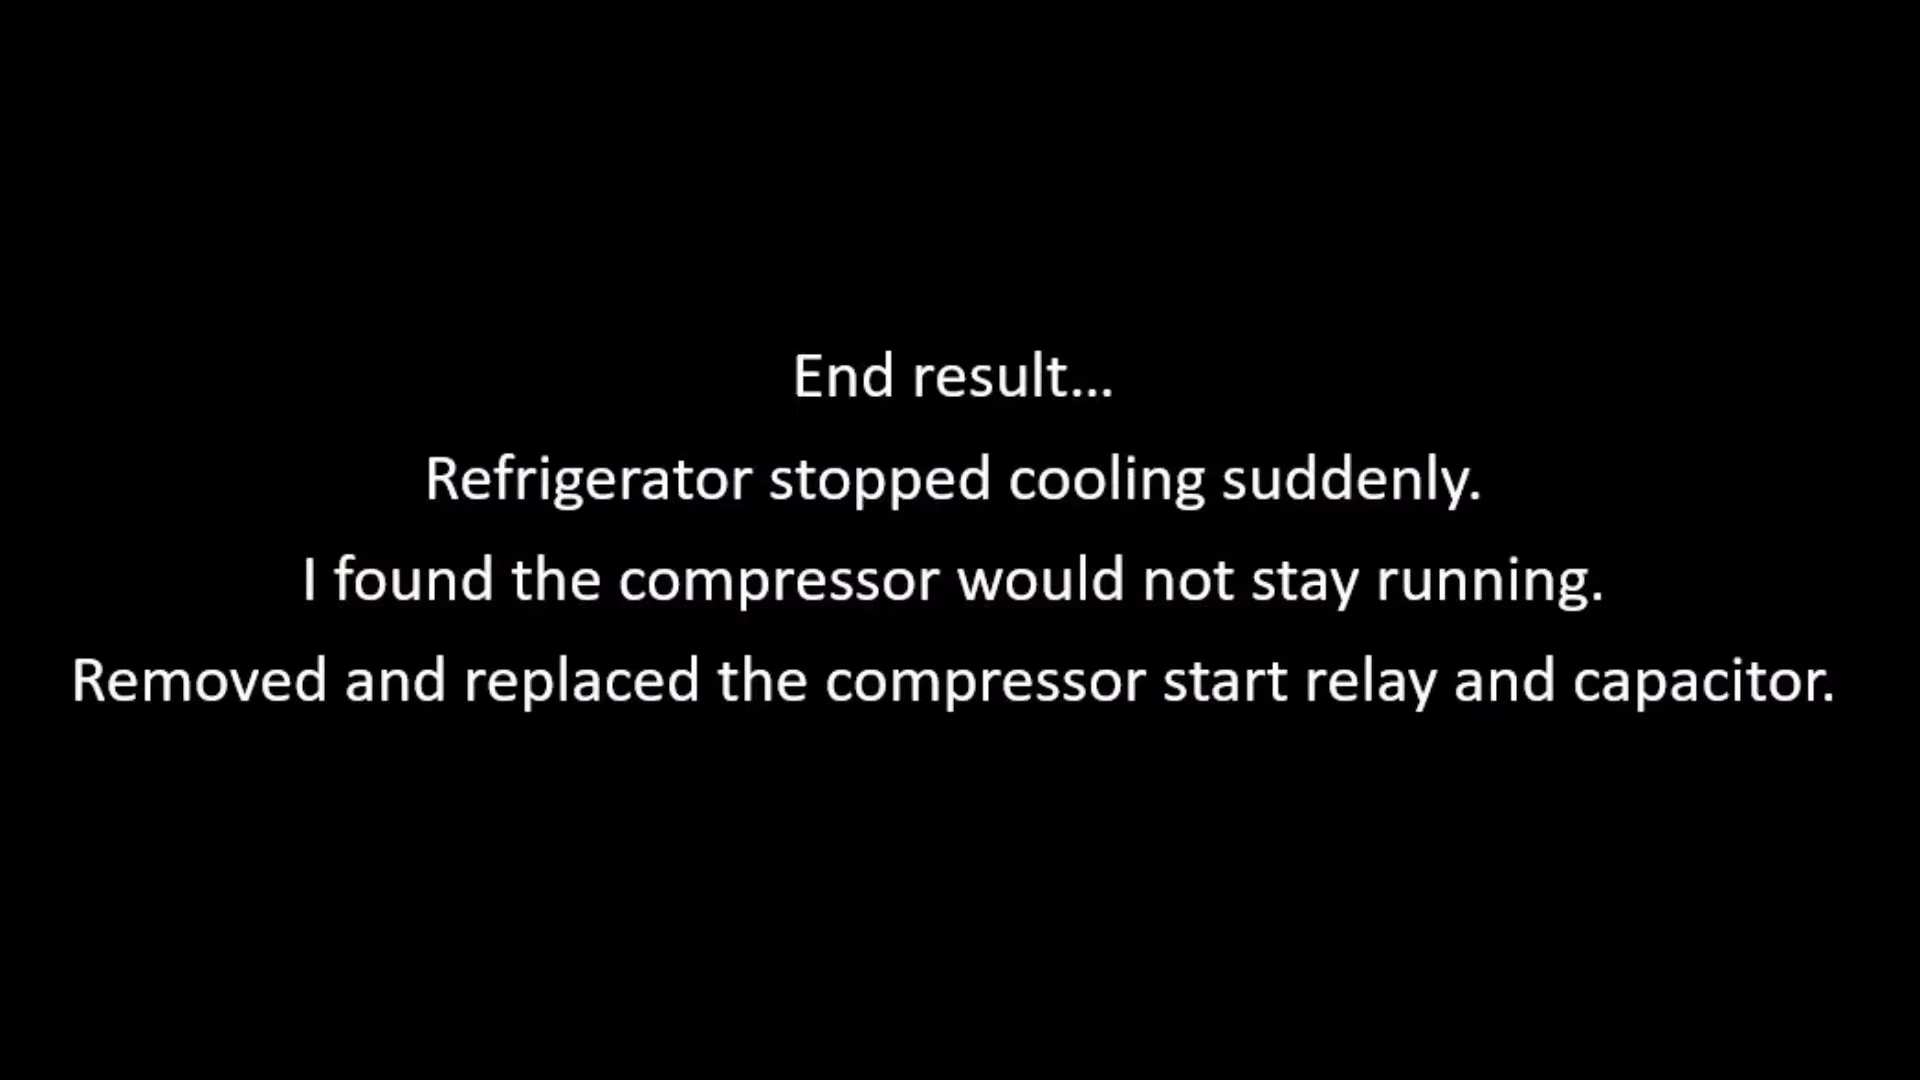 End result...
Refrigerator stopped cooling suddenly.
I found the compressor would not stay running.
Removed and replaced the compressor start relay and capacitor.